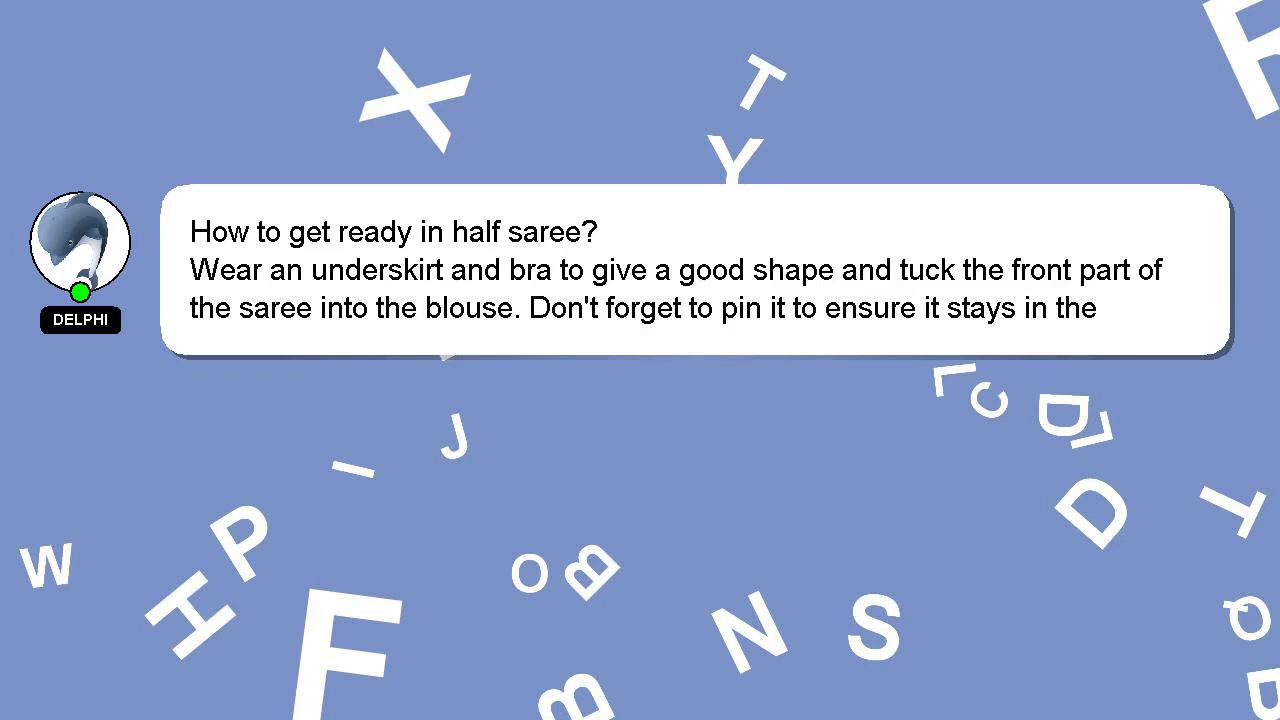 X
T
F
Y
How to get ready in half saree?
Wear an underskirt and bra to give a good shape and tuck the front part of
the saree into the blouse. Don't forget to pin it to ensure it stays in the
DELPHI
L
C
D
L
J
I
D
T
P
W
H
O
B
F
N
S
Q
B